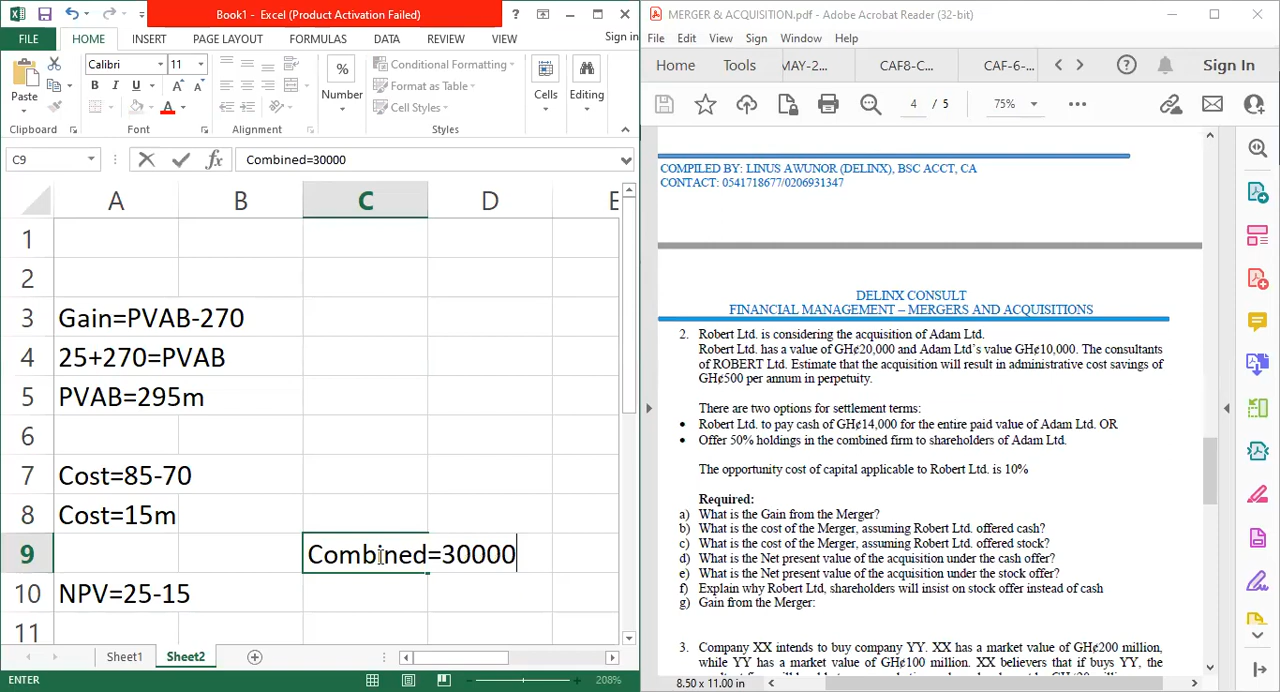 Book1 - Excel (Product Activation Failed)
?
FILE
HOME
INSERT
PAGE LAYOUT
FORMULAS
DATA
REVIEW
VIEW
Sign in
Paste
Calibri
11
A
A
B
I
U
A
%
Number
Conditional Formatting
Format as Table
Cell Styles
Cells
Editing
Clipboard
Font
Alignment
Styles
C9
fx
Combined=30000
A
B
C
D
E
1
2
3
Gain=PVAB-270
4
25+270=PVAB
5
PVAB=295m
6
7
Cost=85-70
8
Cost=15m
9
Combined=30000
10
NPV=25-15
11
Sheet1
Sheet2
ENTER
208%
MERGER & ACQUISITION.pdf - Adobe Acrobat Reader (32-bit)
File
Edit
View
Sign
Window
Help
Home
Tools
MAY-2...
CAF8-C...
CAF-6-...
?
Sign In
4 / 5
75%
COMPILED BY: LINUS AWUNOR (DELINX), BSC ACCT, CA
CONTACT: 0541718677/0206931347
DELINX CONSULT
FINANCIAL MANAGEMENT – MERGERS AND ACQUISITIONS
2. Robert Ltd. is considering the acquisition of Adam Ltd.
Robert Ltd. has a value of GH¢20,000 and Adam Ltd's value GH¢10,000. The consultants
of ROBERT Ltd. Estimate that the acquisition will result in administrative cost savings of
GH¢500 per annum in perpetuity.
There are two options for settlement terms:
• Robert Ltd. to pay cash of GH¢14,000 for the entire paid value of Adam Ltd. OR
• Offer 50% holdings in the combined firm to shareholders of Adam Ltd.
The opportunity cost of capital applicable to Robert Ltd. is 10%
Required:
a) What is the Gain from the Merger?
b) What is the cost of the Merger, assuming Robert Ltd. offered cash?
c) What is the cost of the Merger, assuming Robert Ltd. offered stock?
d) What is the Net present value of the acquisition under the cash offer?
e) What is the Net present value of the acquisition under the stock offer?
f) Explain why Robert Ltd, shareholders will insist on stock offer instead of cash
g) Gain from the Merger:
3. Company XX intends to buy company YY. XX has a market value of GH¢200 million,
while YY has a market value of GH¢100 million. XX believes that if buys YY, the
8.50 x 11.00 in